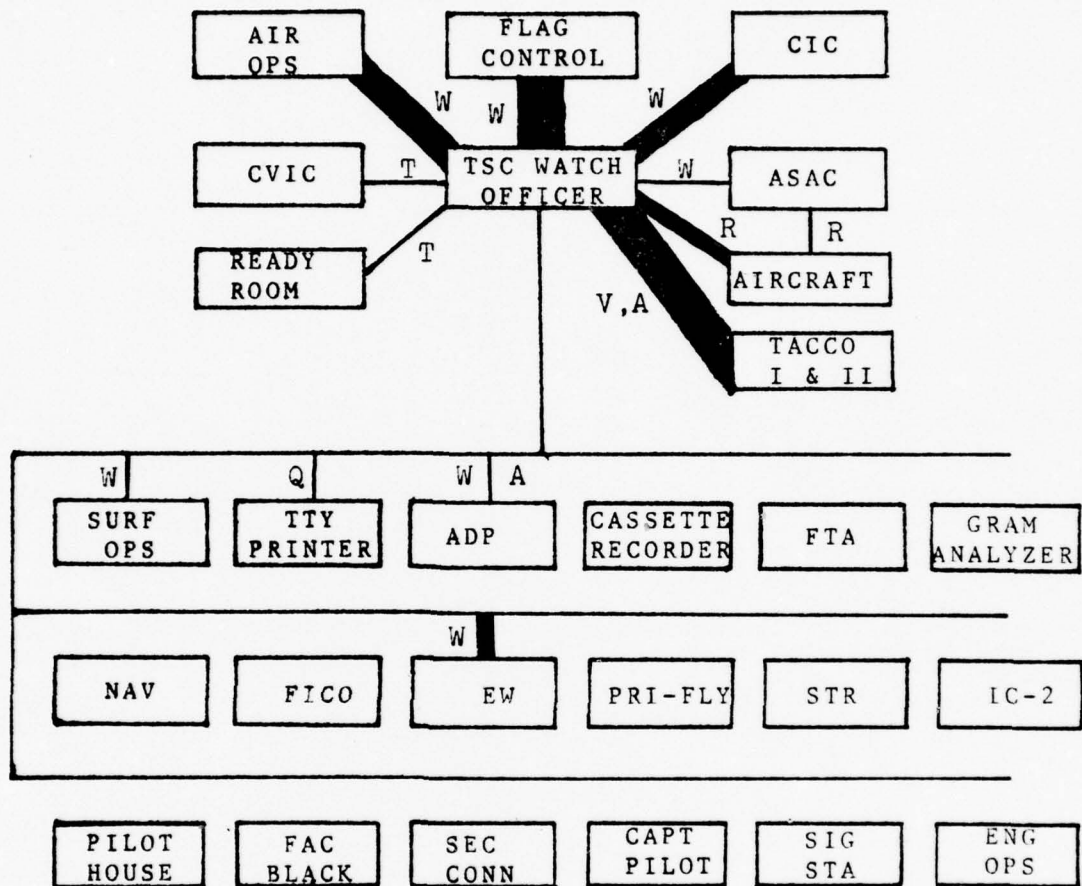 AIR OPS
FLAG CONTROL
CIC
W
W
W
CVIC
T
TSC WATCH OFFICER
W
ASAC
READY ROOM
T
R
R
AIRCRAFT
V,A
TACCO I & II
W
Q
W A
SURF OPS
TTY PRINTER
ADP
CASSETTE RECORDER
FTA
GRAM ANALYZER
W
NAV
FICO
EW
PRI-FLY
STR
IC-2
PILOT HOUSE
FAC BLACK
SEC CONN
CAPT PILOT
SIG STA
ENG OPS